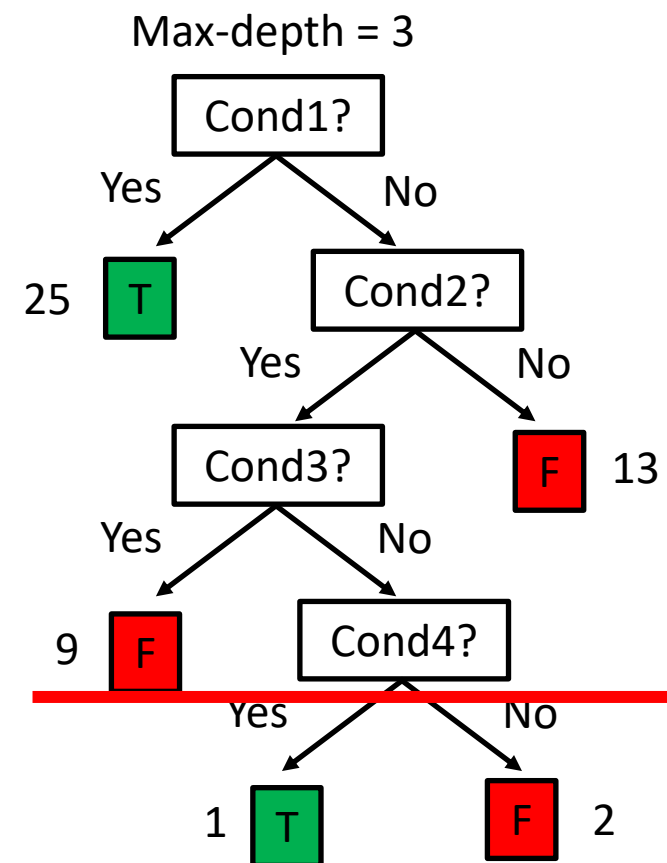 Max-depth = 3
Cond1?
Yes No
25 T Cond2?
Yes No
Cond3? F 13
Yes No
9 F Cond4?
Yes No
1 T F 2